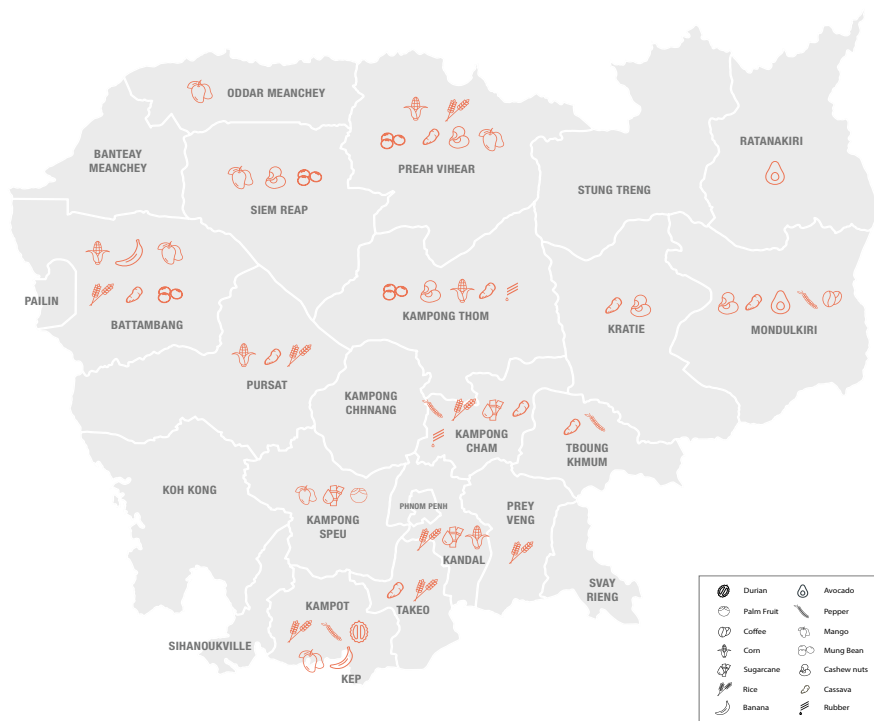 ODDAR MEANCHEY
BANTEAY
MEANCHEY
PREAH VIHEAR
RATANAKIRI
STUNG TRENG
SIEM REAP
PAILIN
BATTAMBANG
KAMPONG THOM
KRATIE
MONDULKIRI
PURSAT
KAMPONG
CHHNANG
KAMPONG
CHAM
TBOUNG
KHMUM
KOH KONG
KAMPONG
SPEU
PHNOM PENH
PREY
VENG
KANDAL
SVAY
RIENG
TAKEO
KAMPOT
SIHANOUKVILLE
KEP
Durian
Avocado
Palm Fruit
Pepper
Coffee
Mango
Corn
Mung Bean
Sugarcane
Cashew nuts
Rice
Cassava
Banana
Rubber